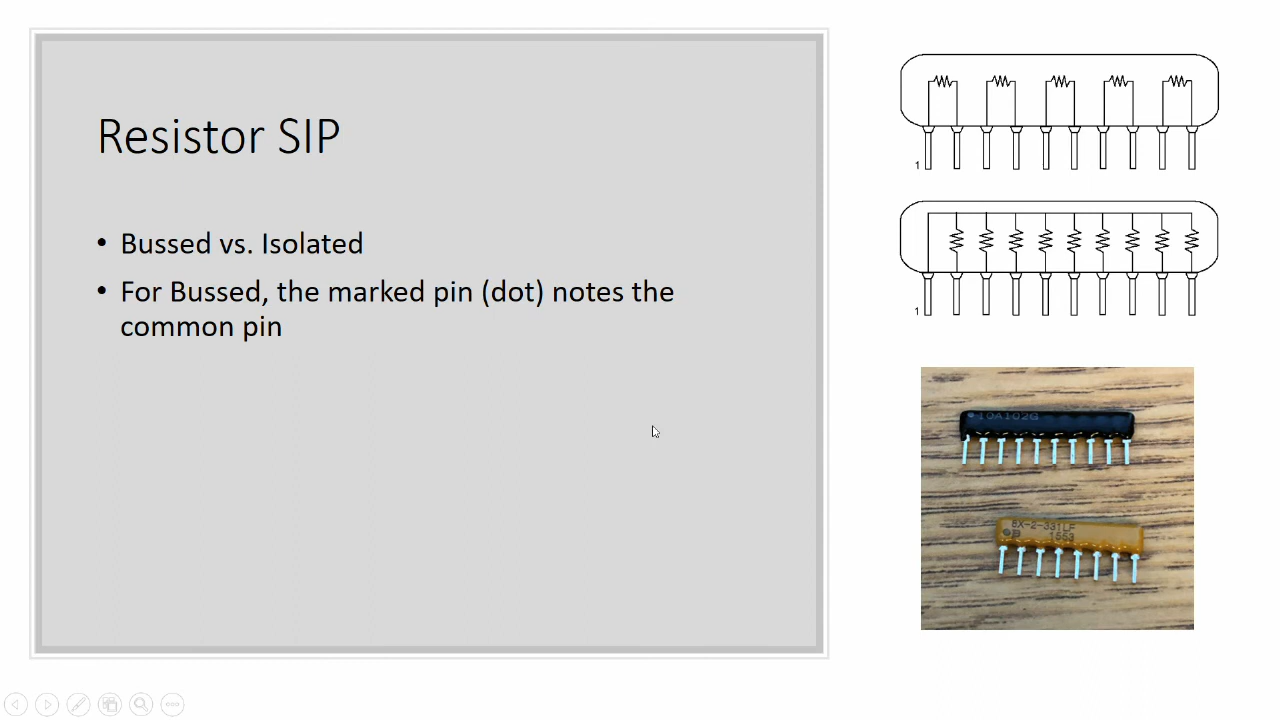 Resistor SIP
• Bussed vs. Isolated
• For Bussed, the marked pin (dot) notes the
common pin
1
1
10A102G
8X-2-331LF
1553